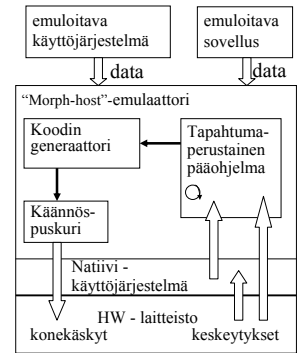 emuloitava
käyttöjärjestelmä
emuloitava
sovellus
data
data
“Morph-host”-emulaattori
Koodin
generaattori
Tapahtuma-
perustainen
pääohjelma
Käännös-
puskuri
Natiivi -
-käyttöjärjestelmä
HW - laitteisto
konekäskyt
keskeytykset